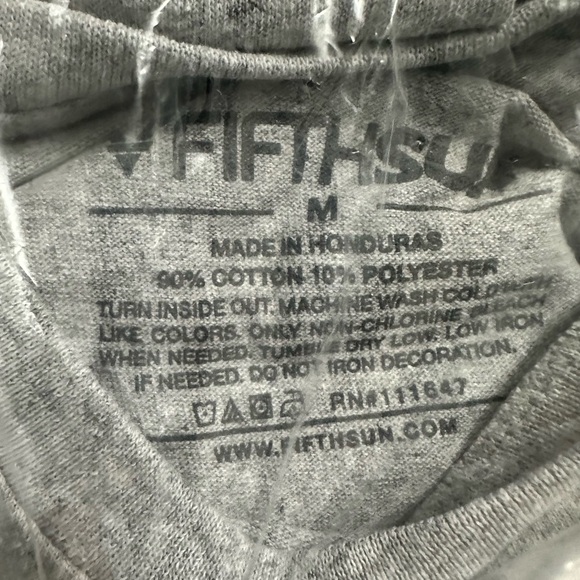 FIFTHSUN
M
MADE IN HONDURAS
90% COTTON 10% POLYESTER
TURN INSIDE OUT. MACHINE WASH COLD WITH
LIKE COLORS. ONLY NON-CHLORINE BLEACH
WHEN NEEDED. TUMBLE DRY LOW. LOW IRON
IF NEEDED. DO NOT IRON DECORATION.
RN#111647
WWW.FIFTHSUN.COM